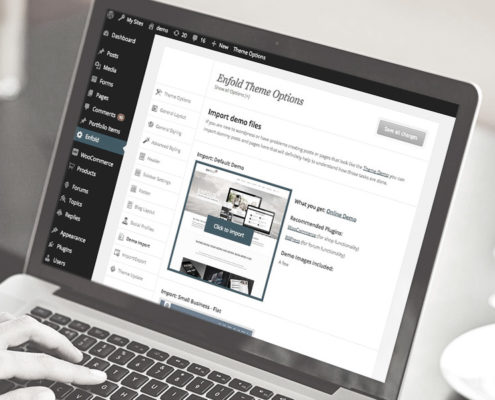 My Sites
demo
20
16
+ New
Theme Options
Dashboard
Posts
Media
Forms
Pages
Comments
Portfolio Items
Enfold
WooCommerce
Products
Forums
Topics
Replies
Appearance
Plugins
Users
Theme Options
General Layout
General Styling
Advanced Styling
Header
Sidebar Settings
Footer
Blog Layout
Social Profiles
Demo Import
Import/Export
Theme Update
Enfold Theme Options
Show all Options [+]
Save all Changes
Import demo files
If you are new to wordpress or have problems creating posts or pages that look like the Theme Demo you can
import dummy posts and pages here that will definitely help to understand how those tasks are done.
Import: Default Demo
Click to import
What you get: Online Demo
Recommended Plugins:
WooCommerce (for shop functionality)
BBPress (for forum functionality)
Demo Images Included:
A few
Import: Small Business - Flat